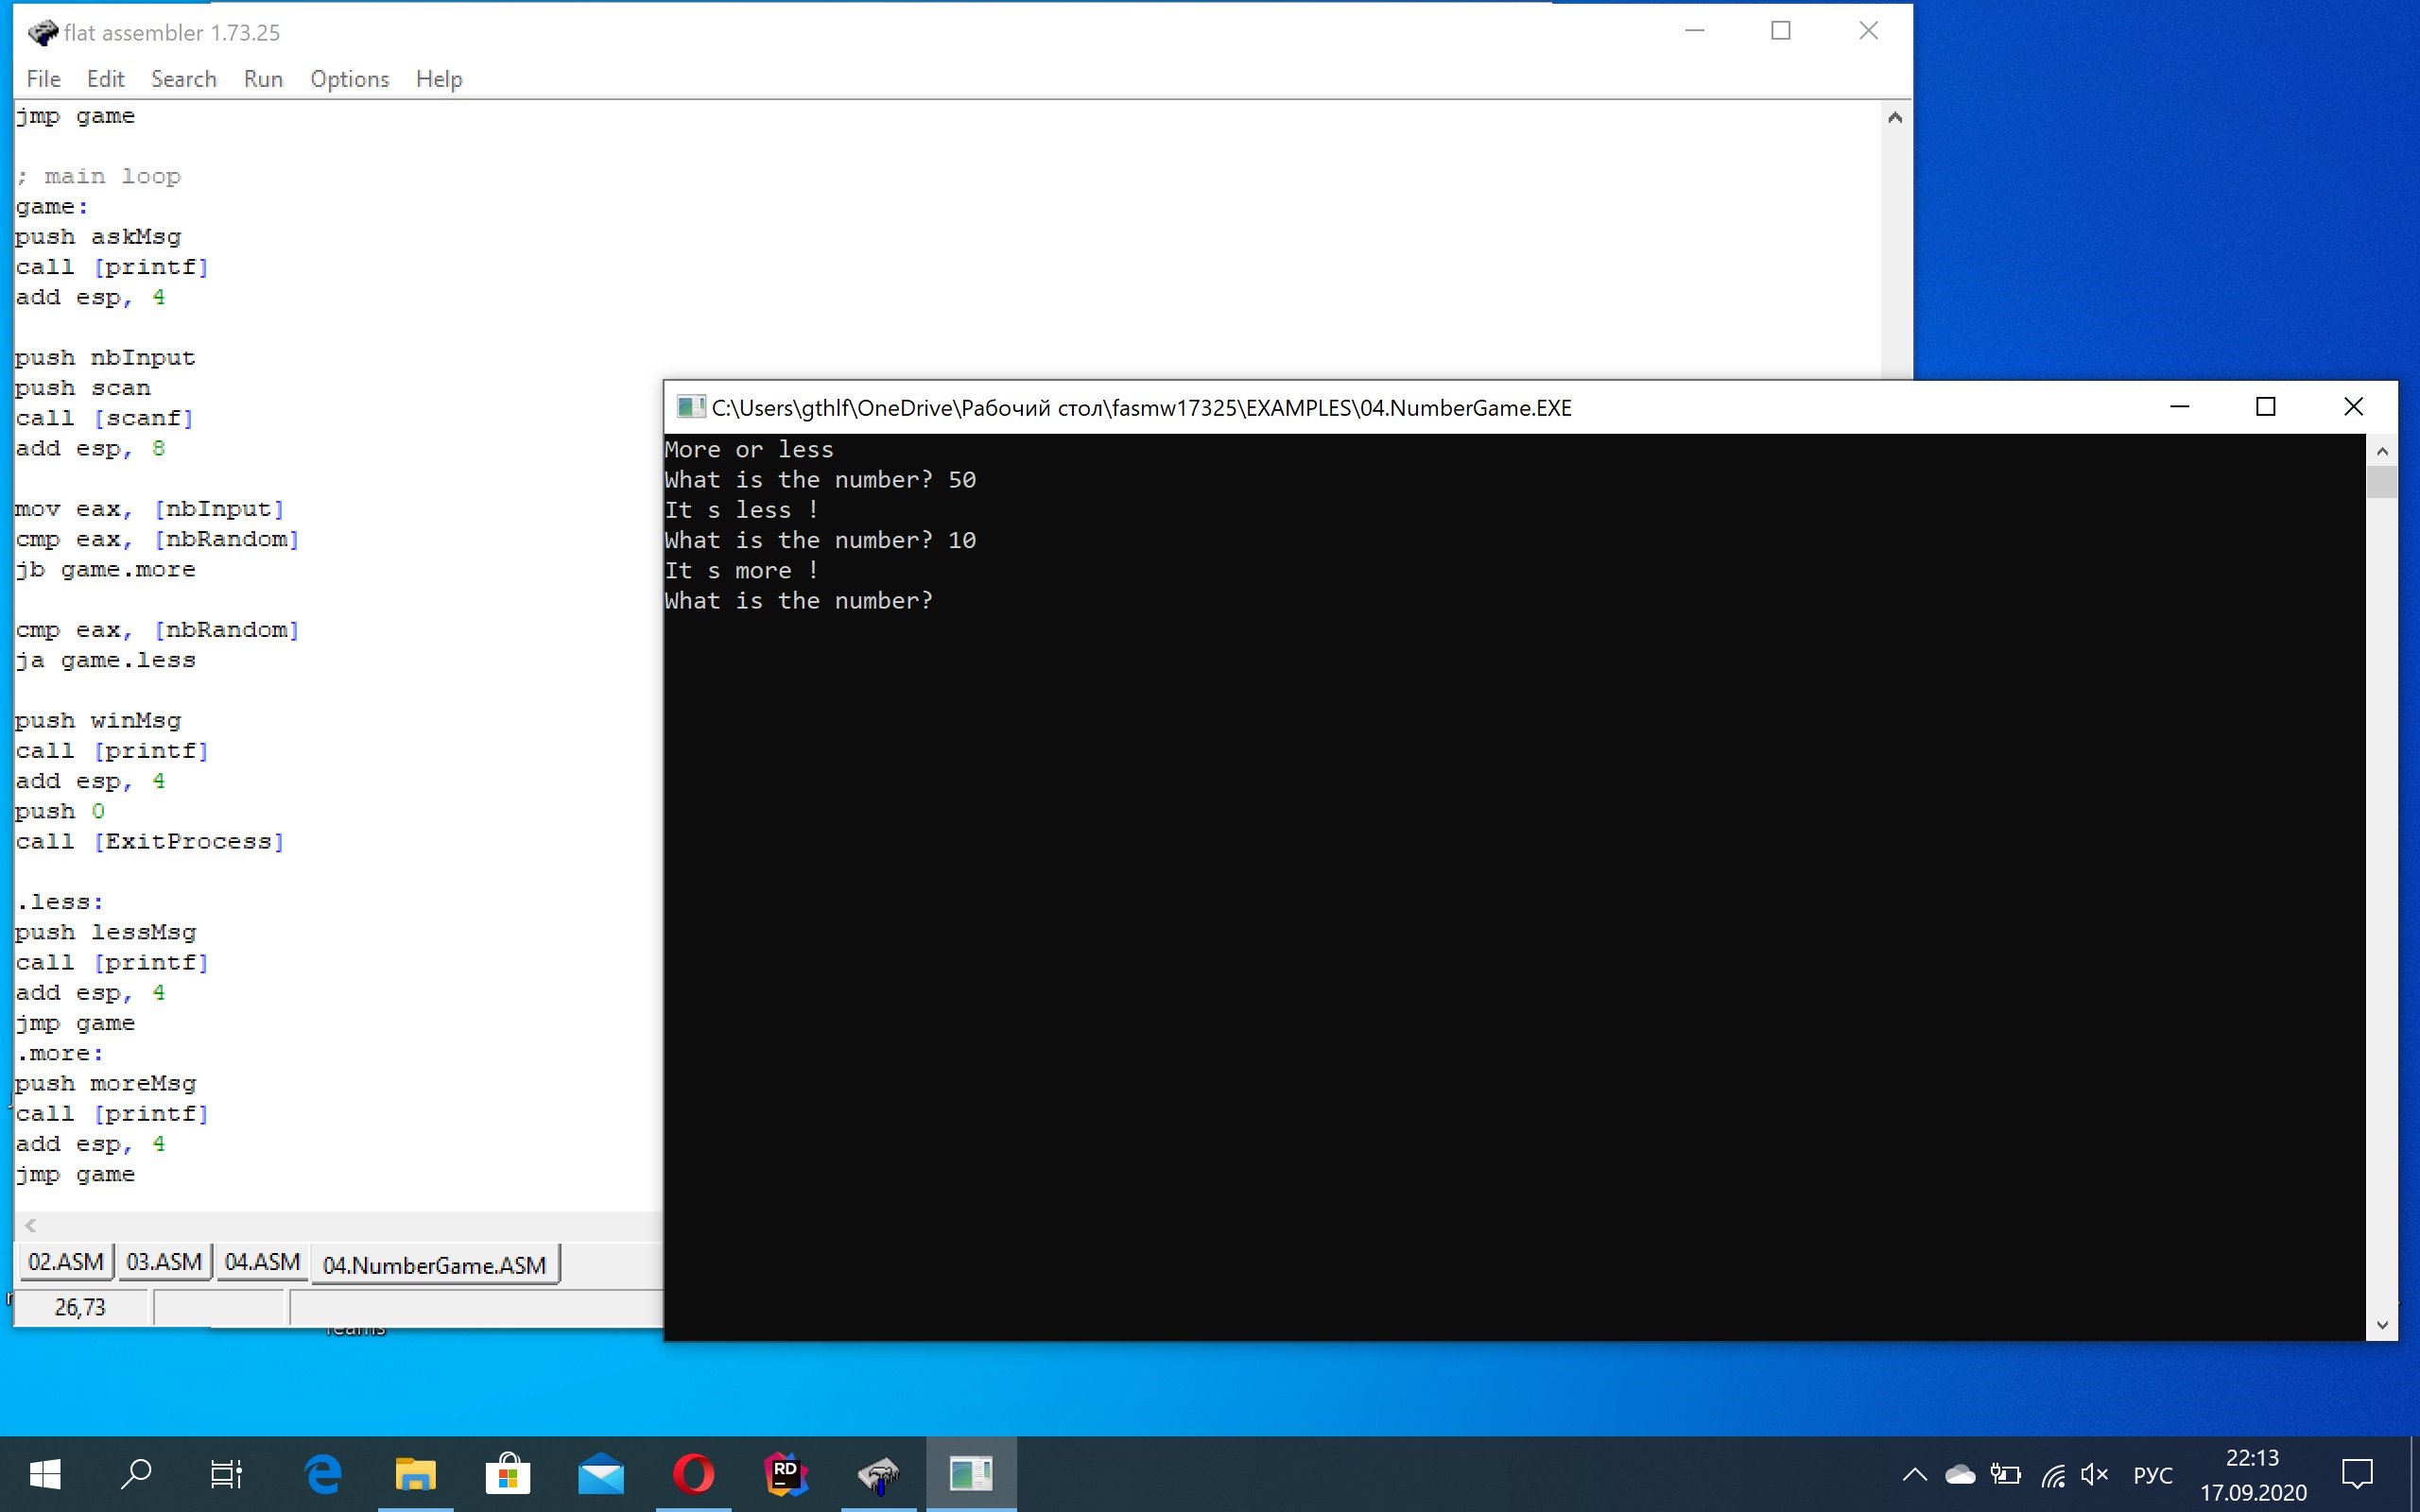 flat assembler 1.73.25
File Edit Search Run Options Help
jmp game
; main loop
game:
push askMsg
call [printf]
add esp, 4
push nbInput
push scan
call [scanf]
add esp, 8
mov eax, [nbInput]
cmp eax, [nbRandom]
jb game.more
cmp eax, [nbRandom]
ja game.less
push winMsg
call [printf]
add esp, 4
push 0
call [ExitProcess]
.less:
push lessMsg
call [printf]
add esp, 4
jmp game
.more:
push moreMsg
call [printf]
add esp, 4
jmp game
02.ASM 03.ASM 04.ASM 04.NumberGame.ASM
26,73
C:\Users\gthlf\OneDrive\Рабочий стол\fasmw17325\EXAMPLES\04.NumberGame.EXE
More or less
What is the number? 50
It s less !
What is the number? 10
It s more !
What is the number?
Teams
RD
РУС
22:13
17.09.2020